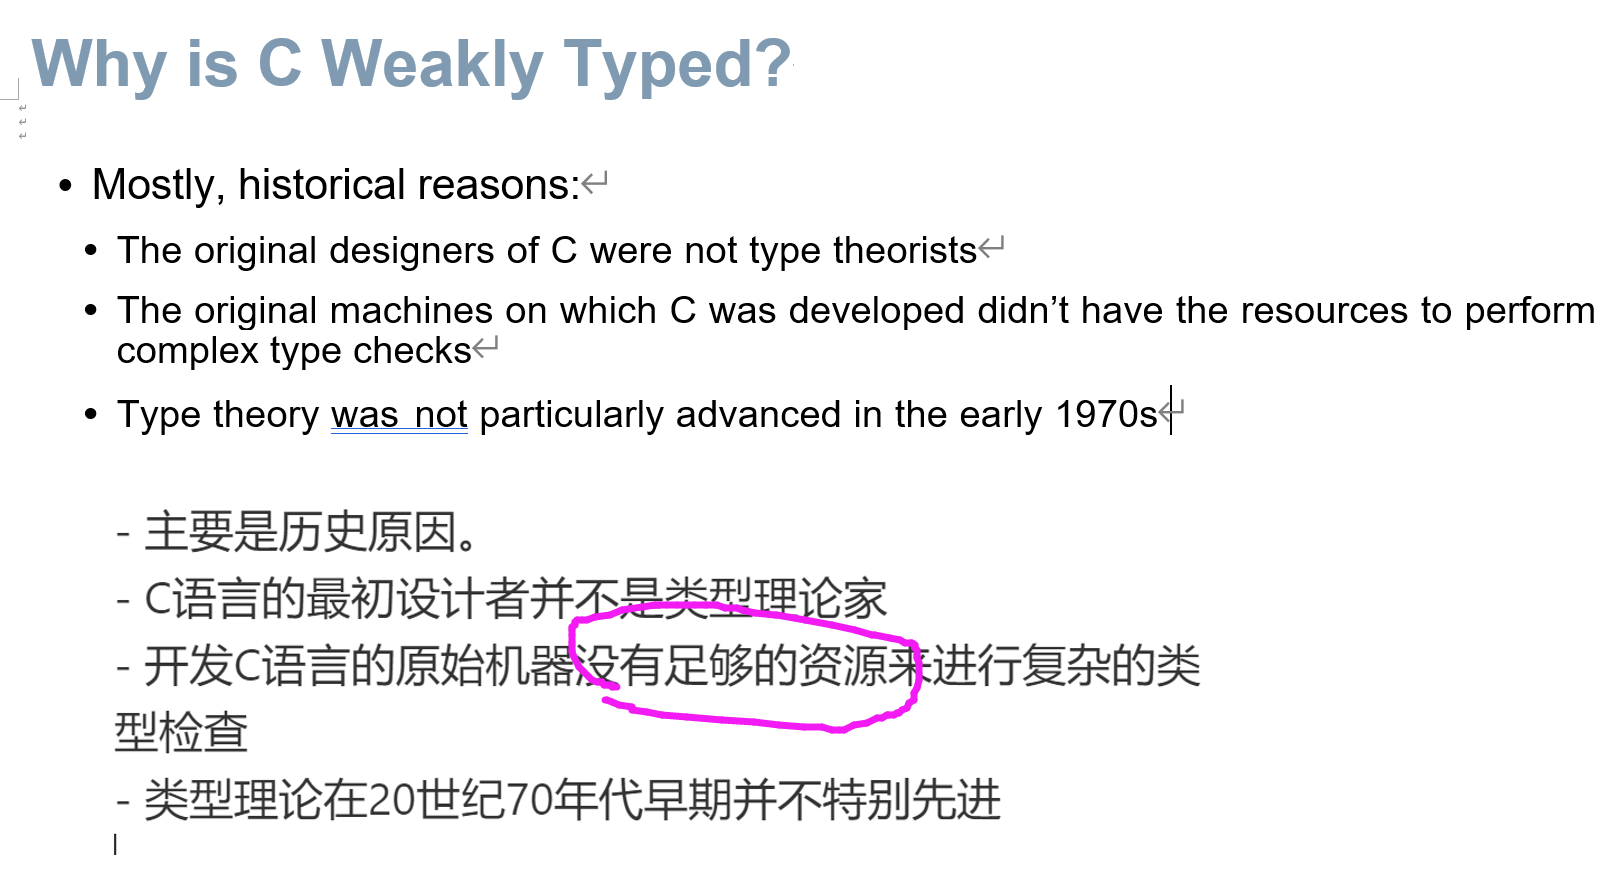 Why is C Weakly Typed?
• Mostly, historical reasons:↵
• The original designers of C were not type theorists↵
• The original machines on which C was developed didn’t have the resources to perform
complex type checks↵
• Type theory was not particularly advanced in the early 1970s↵
- 主要是历史原因。
- C语言的最初设计者并不是类型理论家
- 开发C语言的原始机器没有足够的资源来进行复杂的类
型检查
- 类型理论在20世纪70年代早期并不特别先进